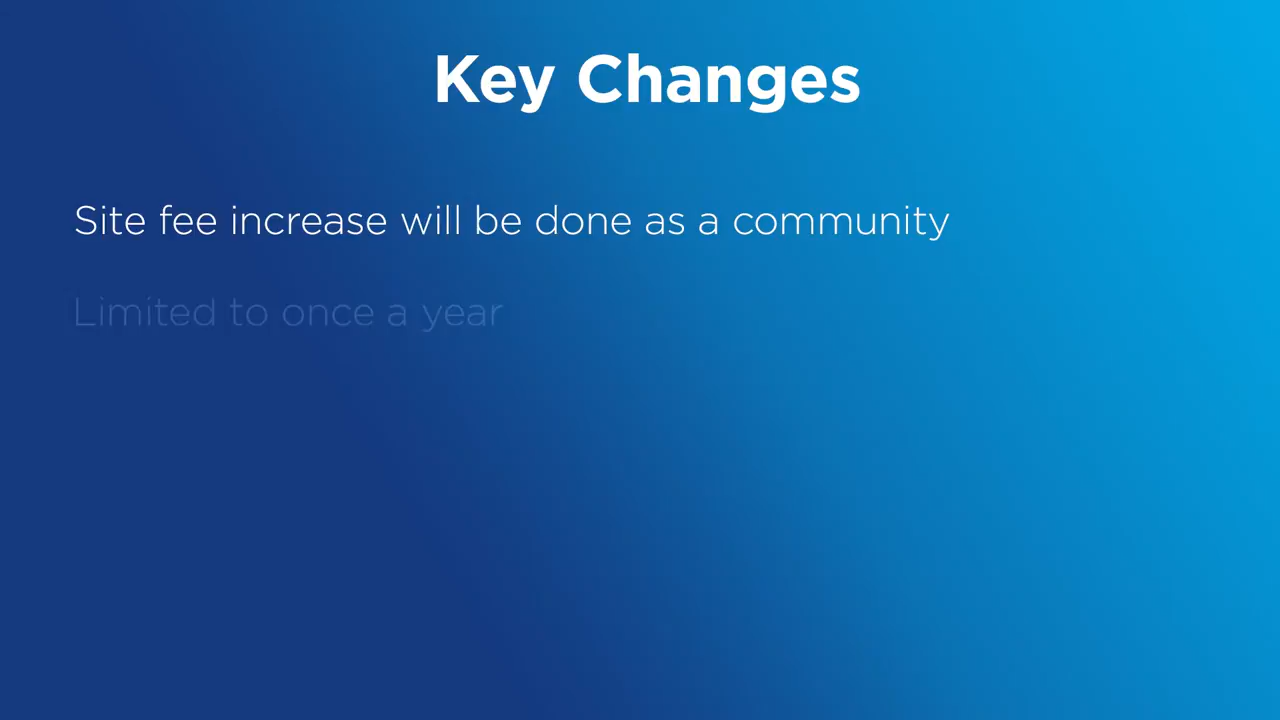 Key Changes
Site fee increase will be done as a community
Limited to once a year